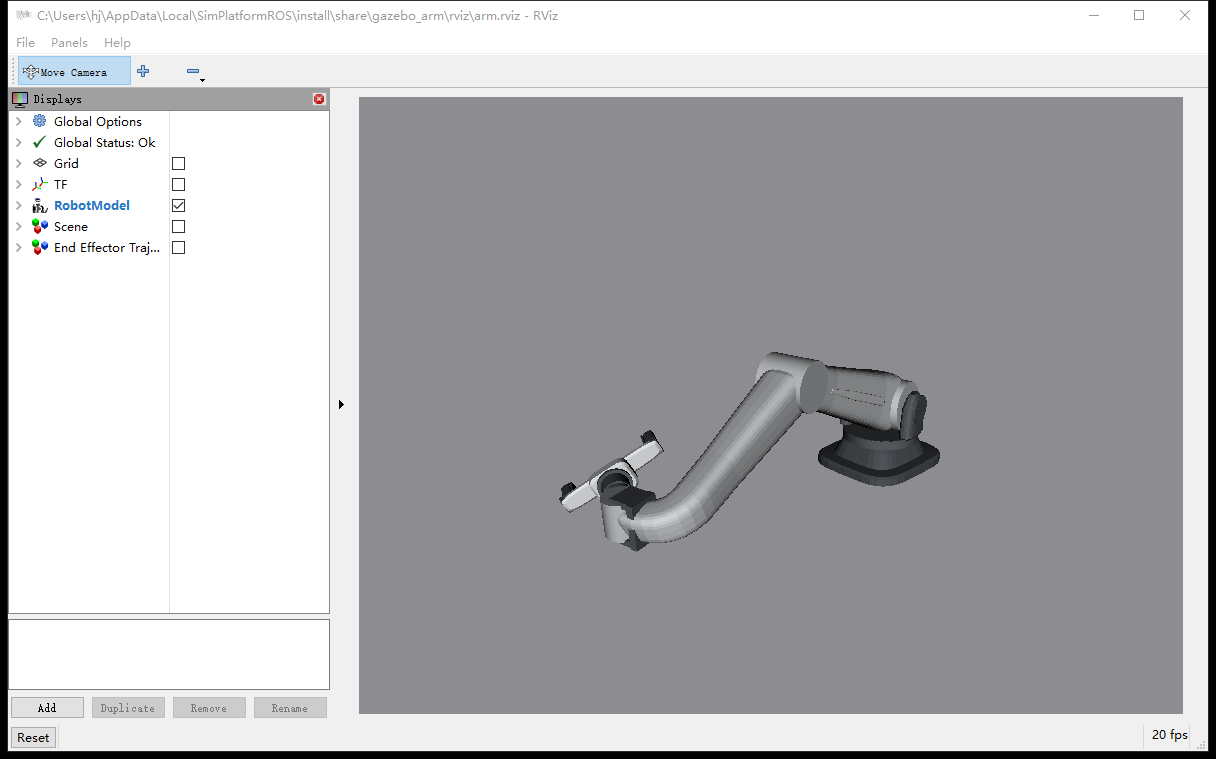 C:\Users\hj\AppData\Local\SimPlatformROS\install\share\gazebo_arm\rviz\arm.rviz - RViz
File Panels Help
Move Camera
Displays
Global Options
Global Status: Ok
Grid
TF
RobotModel
Scene
End Effector Traj...
Add Duplicate Remove Rename
Reset
20 fps